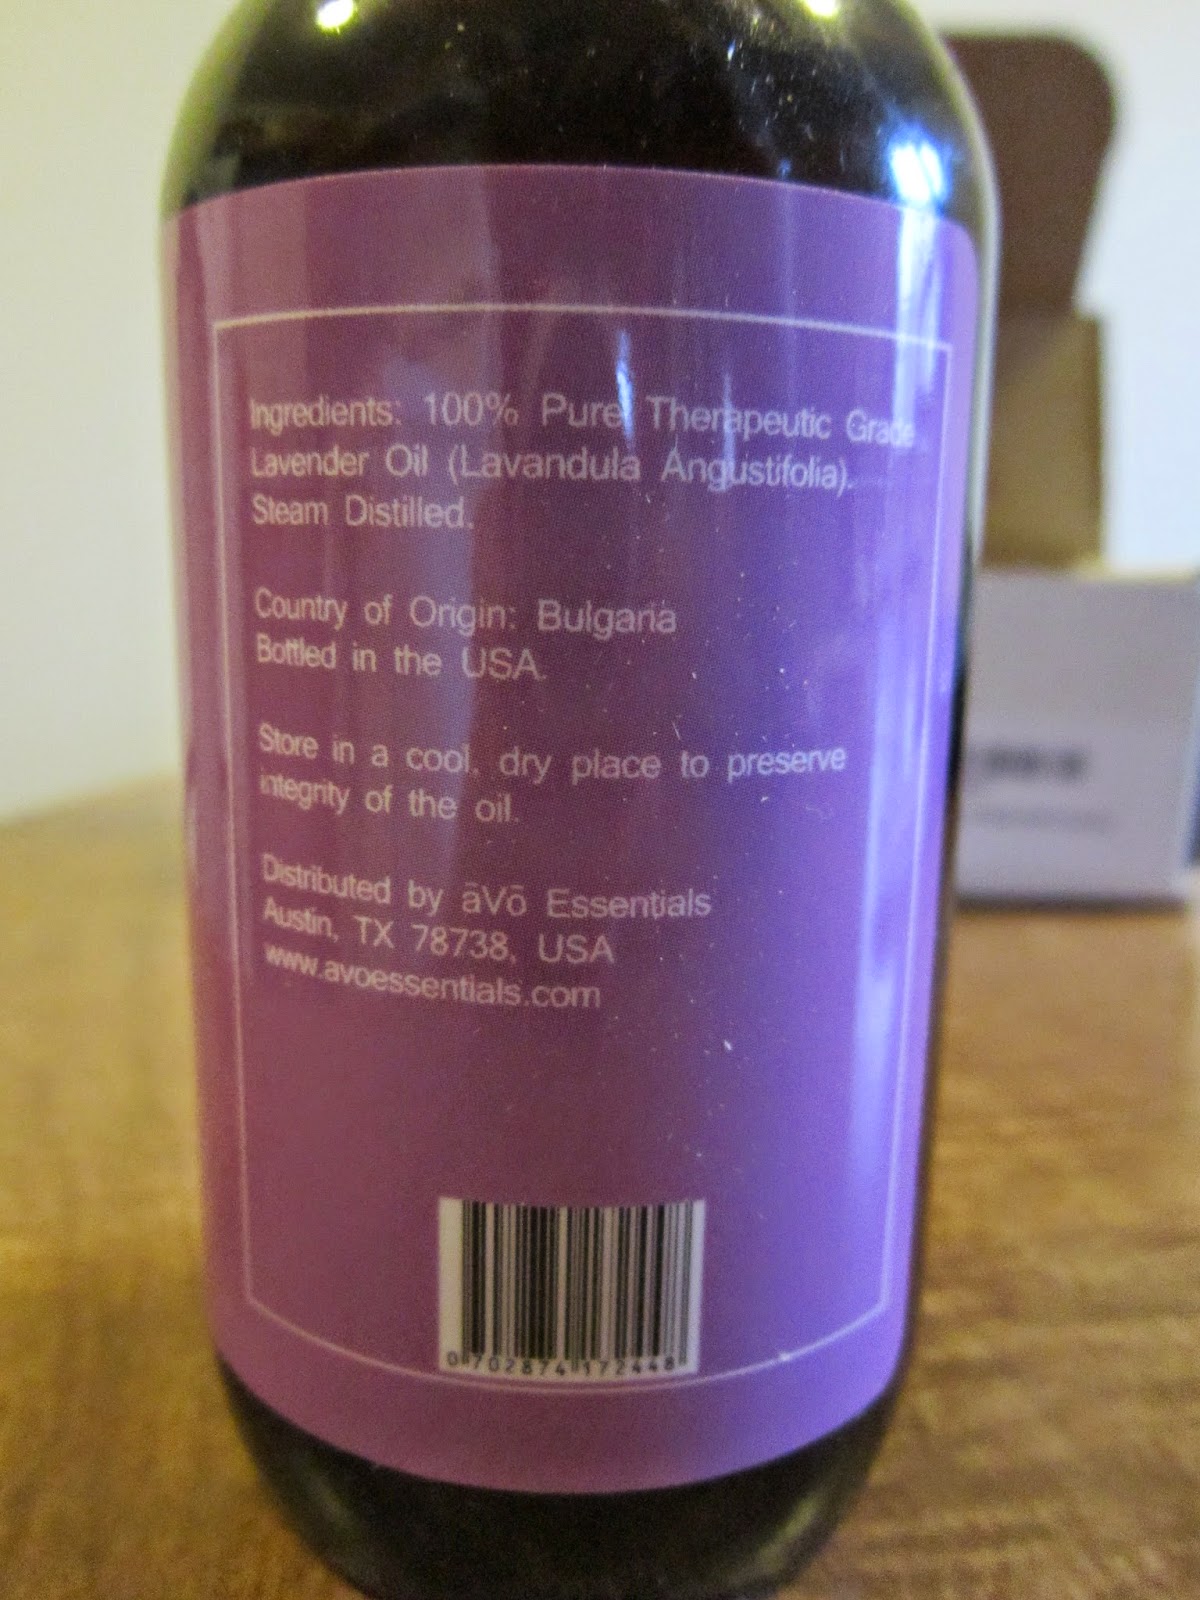 Ingredients: 100% Pure Therapeutic Grade
Lavender Oil (Lavandula Angustifolia).
Steam Distilled.
Country of Origin: Bulgaria
Bottled in the USA.
Store in a cool, dry place to preserve
integrity of the oil.
Distributed by āVō Essentials
Austin, TX 78738, USA
www.avoessentials.com
0 702874 172448